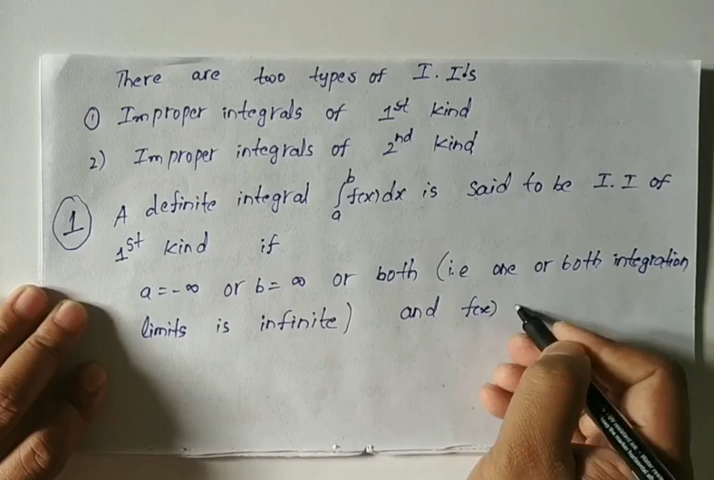 There are two types of I. I's
① Improper integrals of 1st kind
2) Improper integrals of 2nd kind
① A definite integral ∫ₐᵇ f(x) dx is said to be I. I of
1st kind if
a = -∞ or b = ∞ or both (i.e one or both integration
limits is infinite) and f(x)